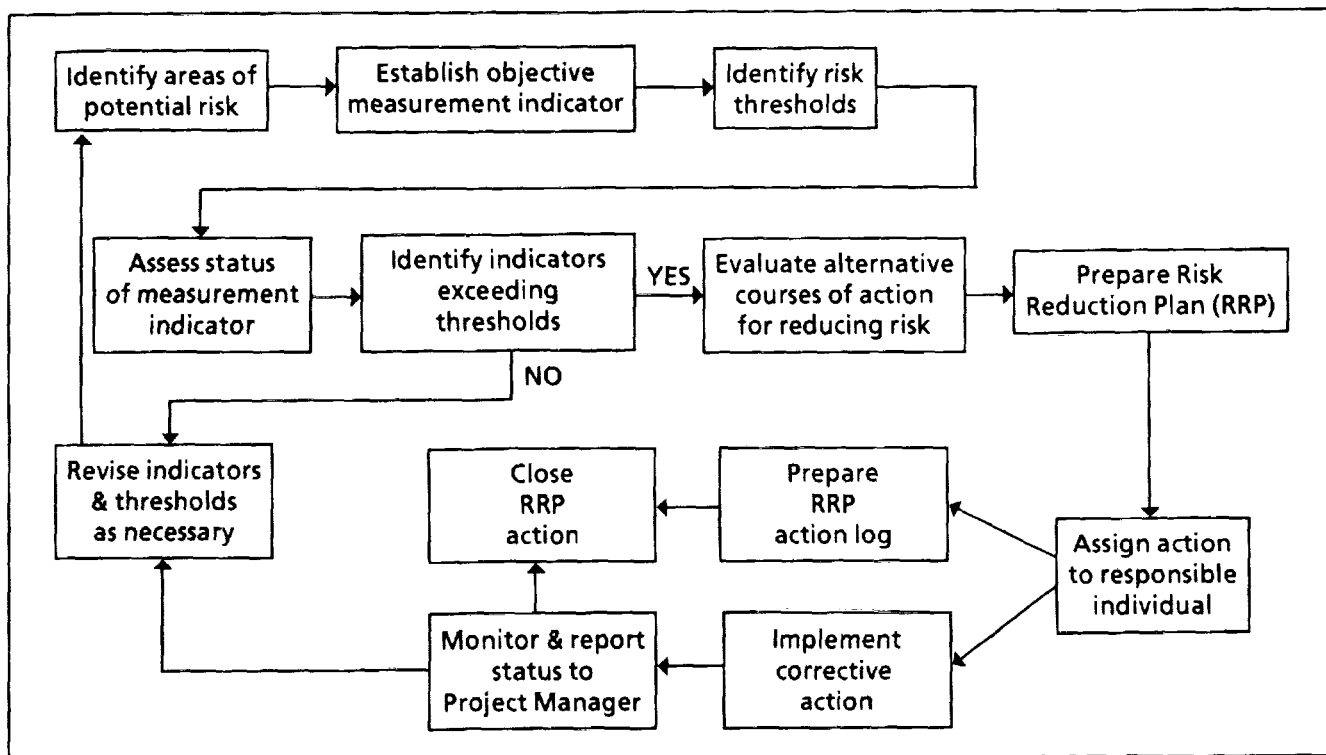 Identify areas of
potential risk
Establish objective
measurement indicator
Identify risk
thresholds
Assess status
of measurement
indicator
Identify indicators
exceeding
thresholds
YES
Evaluate alternative
courses of action
for reducing risk
Prepare Risk
Reduction Plan (RRP)
NO
Revise indicators
& thresholds
as necessary
Close
RRP
action
Prepare
RRP
action log
Assign action
to responsible
individual
Monitor & report
status to
Project Manager
Implement
corrective
action